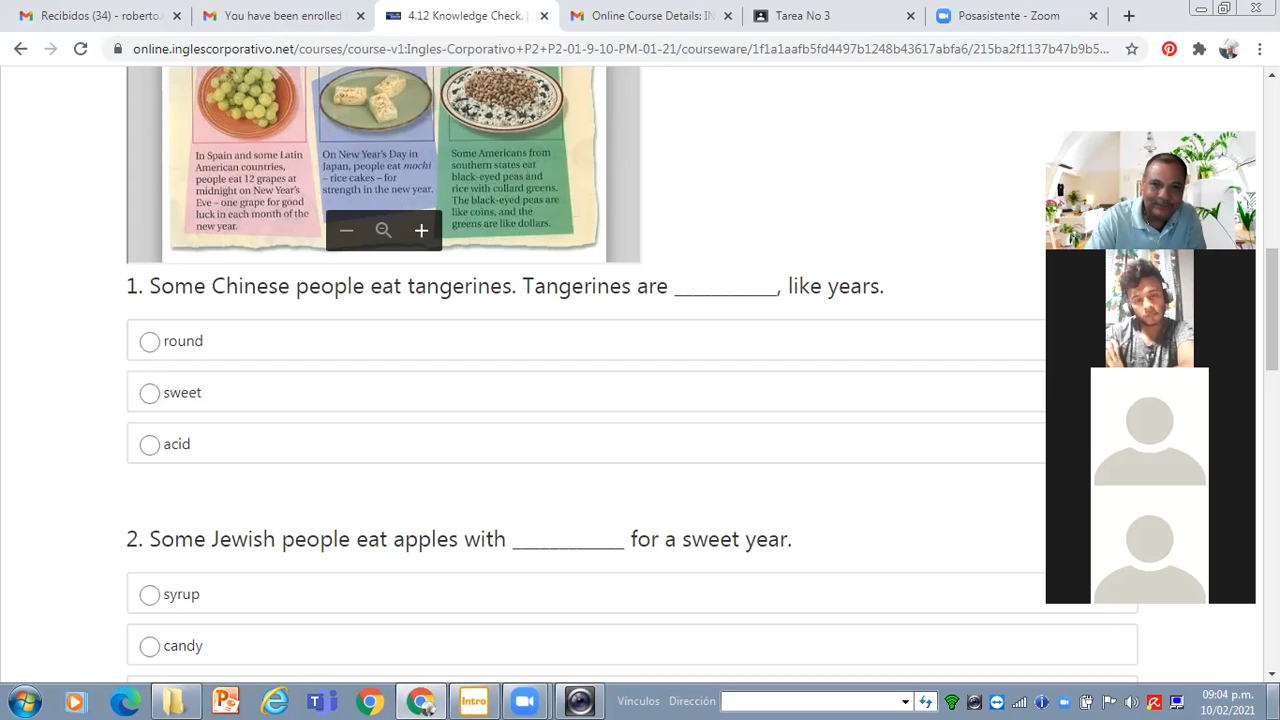 Recibidos (34) - roberto.
You have been enrolled
4.12 Knowledge Check.
Online Course Details: IN
Tarea No 3
Posasistente - Zoom
online.inglescorporativo.net/courses/course-v1:Ingles-Corporativo+P2+P2-01-9-10-PM-01-21/courseware/1f1a1aafb5fd4497b1248b43617abfa6/215ba2f1137b47b9b5...
In Spain and some Latin
American countries,
people eat 12 grapes at
midnight on New Year's
Eve – one grape for good
luck in each month of the
new year.
On New Year's Day in
Japan, people eat mochi
– rice cakes – for
strength in the new year.
Some Americans from
southern states eat
black-eyed peas and
rice with collard greens.
The black-eyed peas are
like coins, and the
greens are like dollars.
1. Some Chinese people eat tangerines. Tangerines are __________, like years.
round
sweet
acid
2. Some Jewish people eat apples with ___________ for a sweet year.
syrup
candy
Intro
Vínculos Dirección
09:04 p.m.
10/02/2021